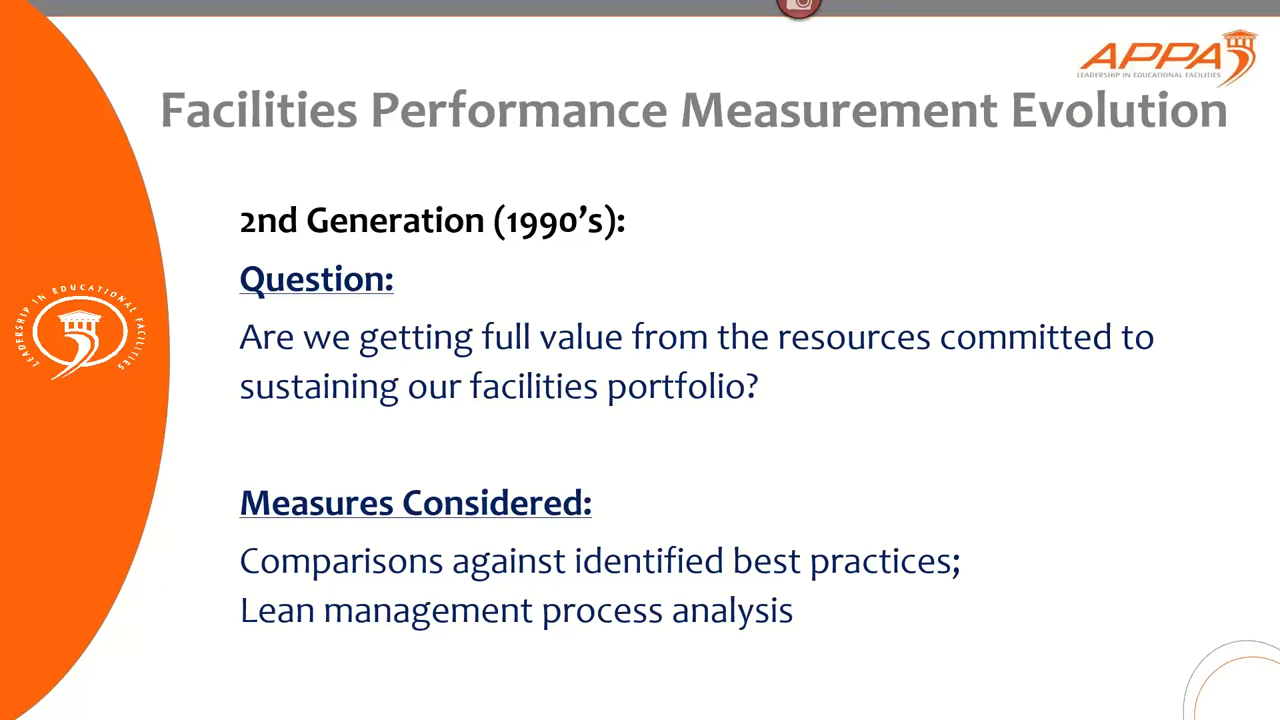 APPA
LEADERSHIP IN EDUCATIONAL FACILITIES
Facilities Performance Measurement Evolution
2nd Generation (1990’s):
Question:
Are we getting full value from the resources committed to
sustaining our facilities portfolio?
LEADERSHIP IN EDUCATIONAL FACILITIES
Measures Considered:
Comparisons against identified best practices;
Lean management process analysis